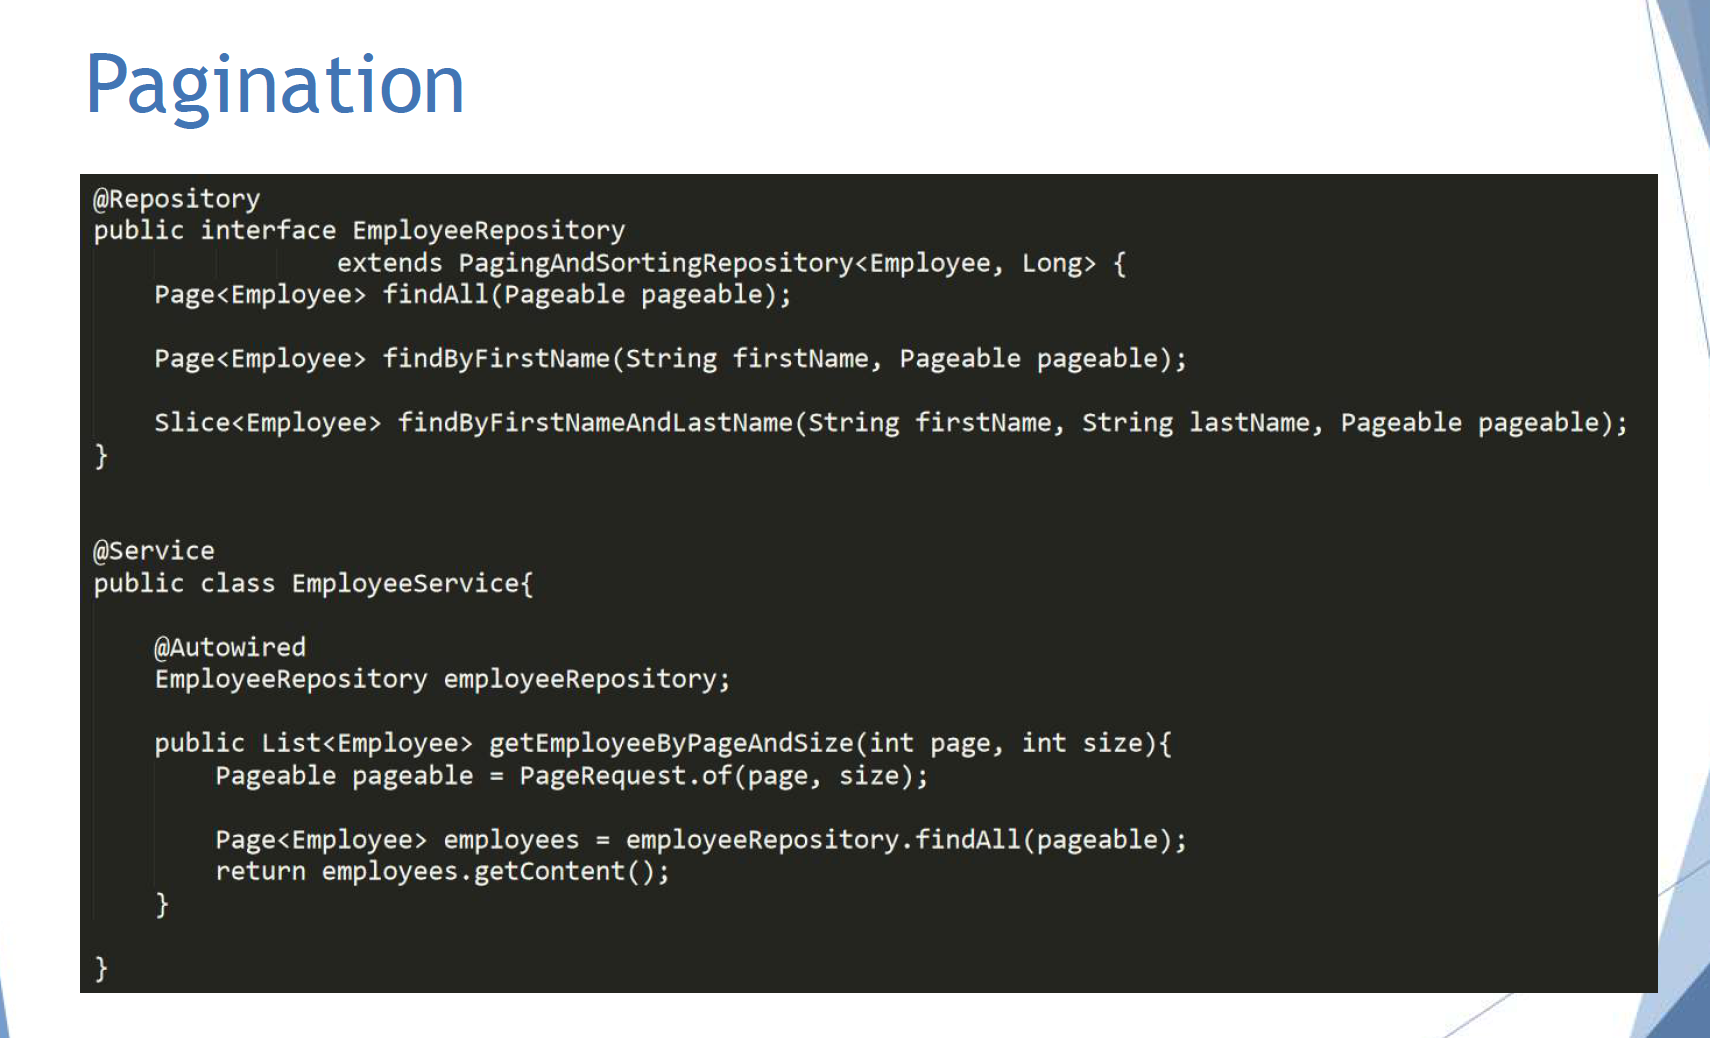 Pagination
@Repository
public interface EmployeeRepository
extends PagingAndSortingRepository<Employee, Long> {
Page<Employee> findAll(Pageable pageable);
Page<Employee> findByFirstName(String firstName, Pageable pageable);
Slice<Employee> findByFirstNameAndLastName(String firstName, String lastName, Pageable pageable);
}
@Service
public class EmployeeService{
@Autowired
EmployeeRepository employeeRepository;
public List<Employee> getEmployeeByPageAndSize(int page, int size){
Pageable pageable = PageRequest.of(page, size);
Page<Employee> employees = employeeRepository.findAll(pageable);
return employees.getContent();
}
}